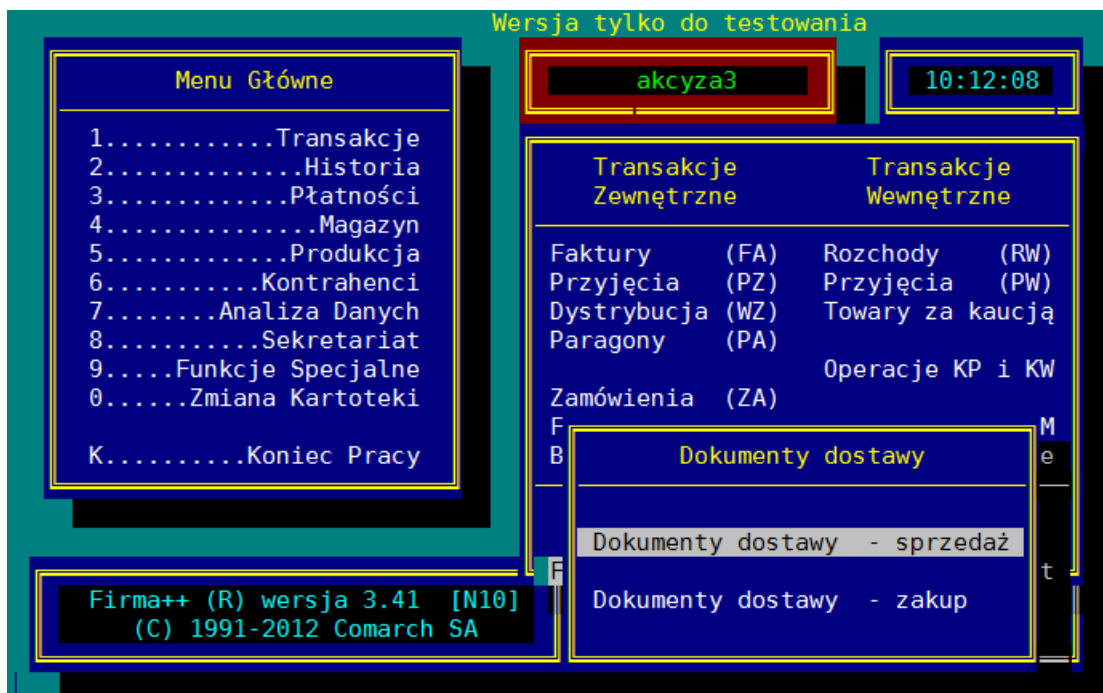 Wersja tylko do testowania
Menu Główne
1............Transakcje
2..............Historia
3.............Płatności
4...............Magazyn
5.............Produkcja
6...........Kontrahenci
7........Analiza Danych
8...........Sekretariat
9.....Funkcje Specjalne
0......Zmiana Kartoteki
K..........Koniec Pracy
akcyza3
10:12:08
Transakcje Transakcje
Zewnętrzne Wewnętrzne
Faktury (FA) Rozchody (RW)
Przyjęcia (PZ) Przyjęcia (PW)
Dystrybucja (WZ) Towary za kaucją
Paragony (PA)
Operacje KP i KW
Zamówienia (ZA)
F M
B e
F t
Dokumenty dostawy
Dokumenty dostawy - sprzedaż
Dokumenty dostawy - zakup
Firma++ (R) wersja 3.41 [N10]
(C) 1991-2012 Comarch SA